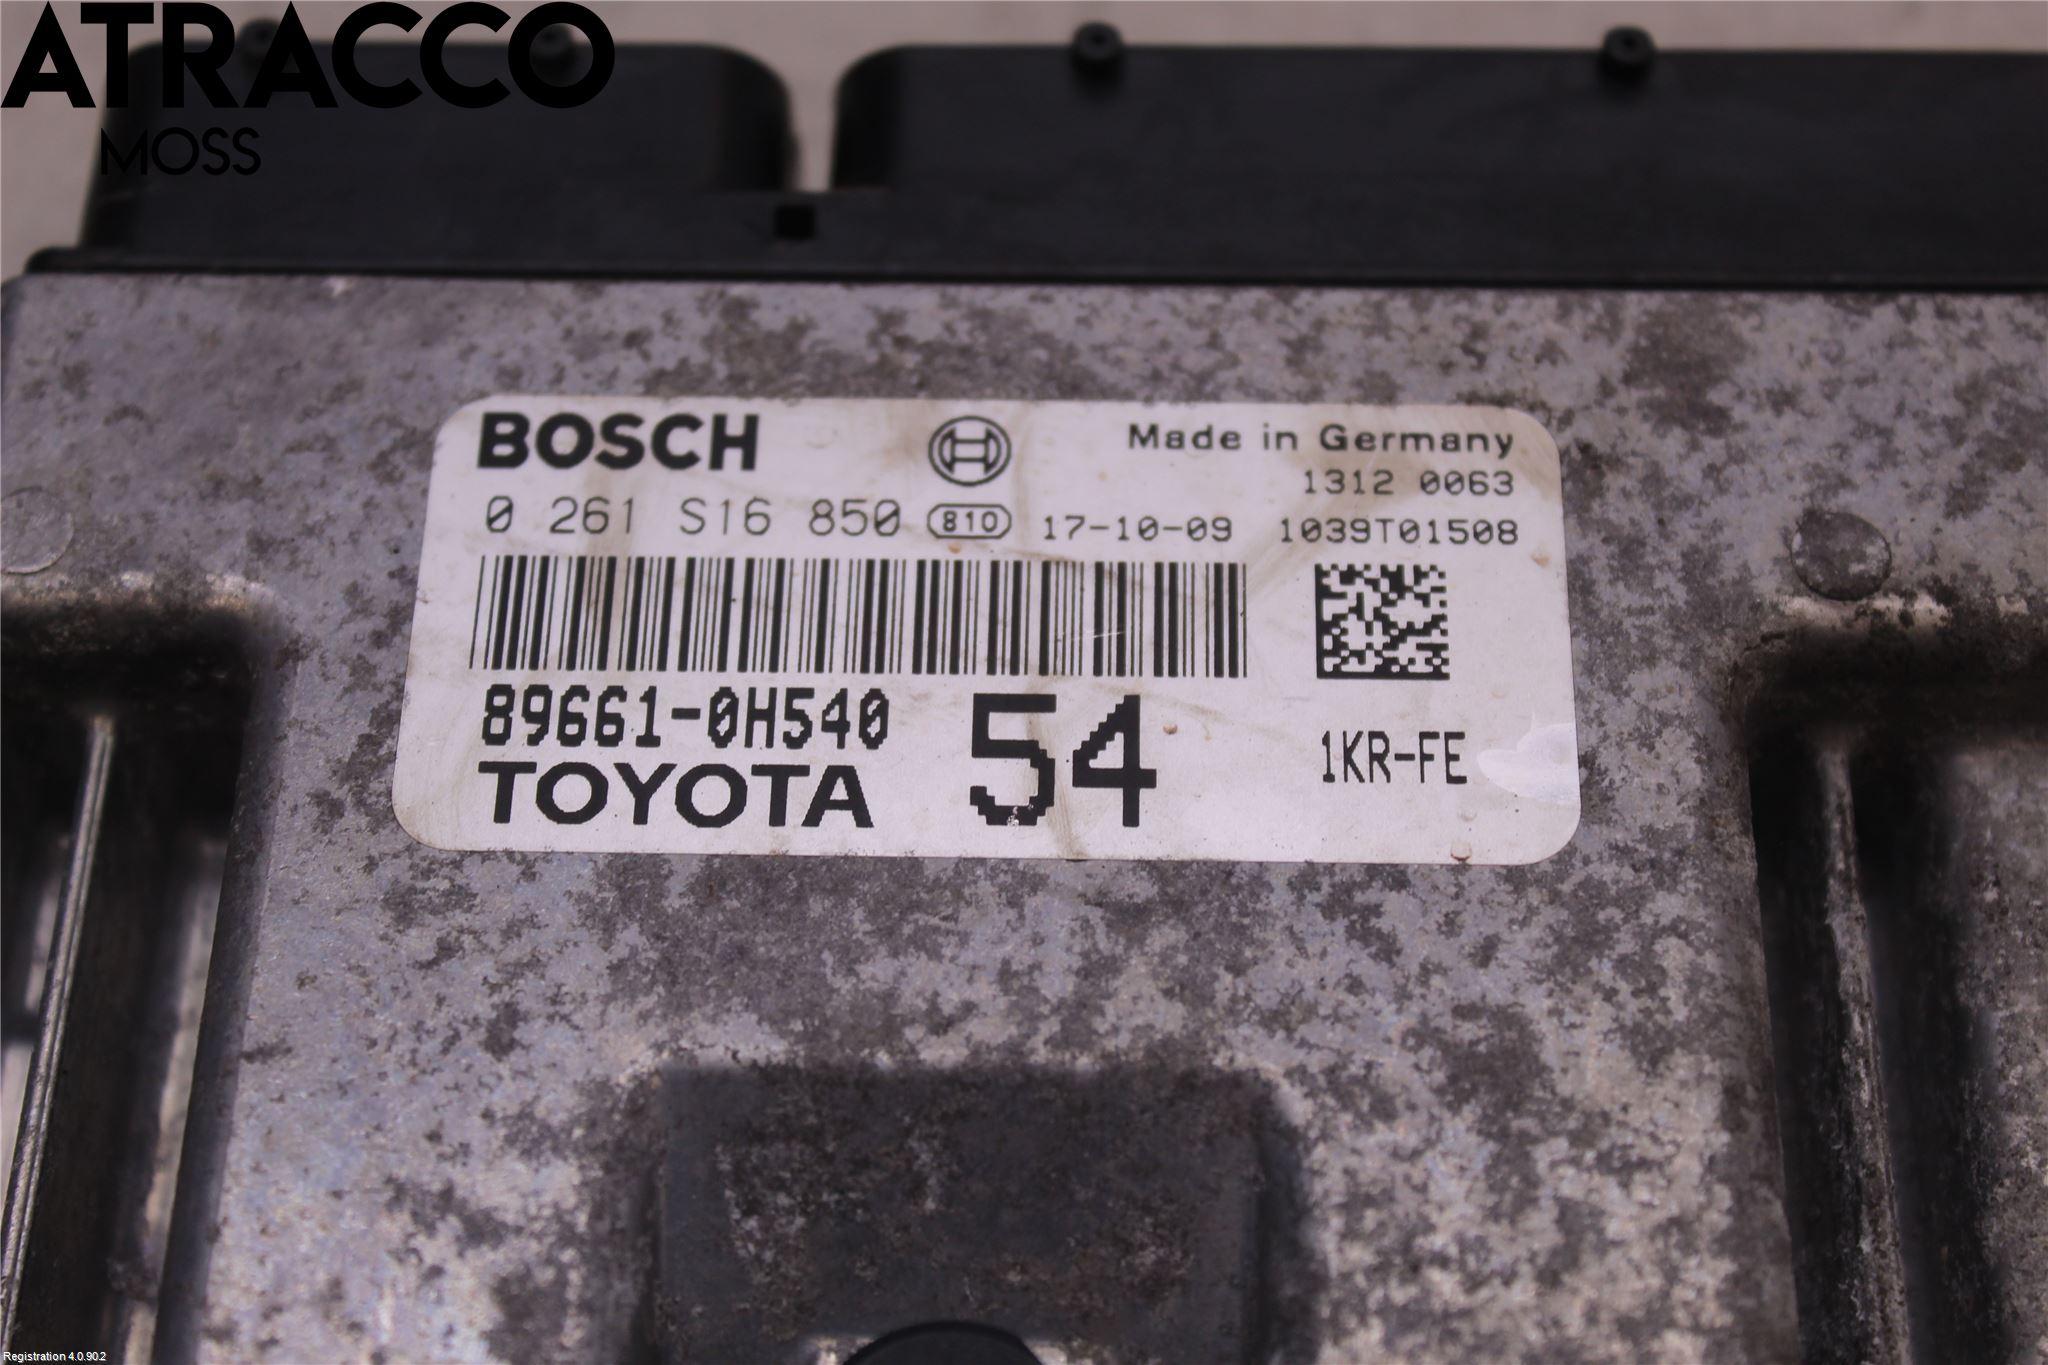 ATRACCO
MOSS
BOSCH
Made in Germany
1312 0063
0 261 S16 850 810 17-10-09 1039T01508
89661-0H540
TOYOTA
54
1KR-FE
Registration 4.0.90.2